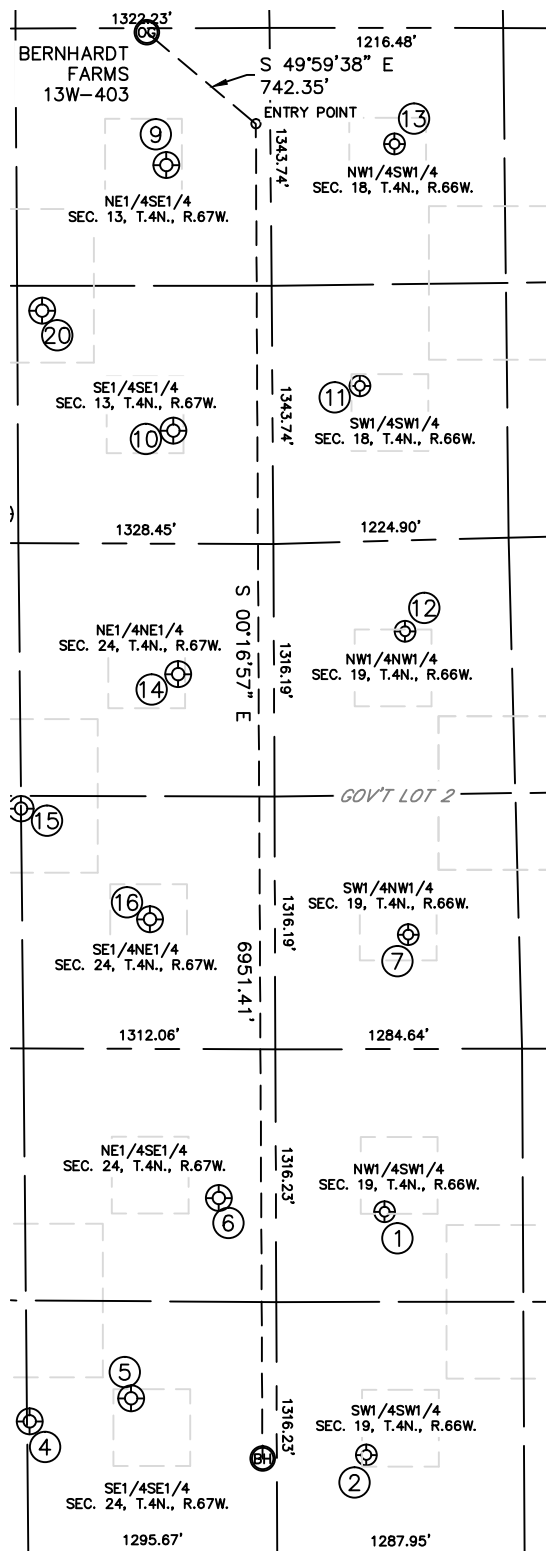 1322.23'
OG
1216.48'
BERNHARDT
FARMS
13W-403
S 49°59'38" E
742.35'
ENTRY POINT
9
13
1343.74'
NE1/4SE1/4
SEC. 13, T.4N., R.67W.
NW1/4SW1/4
SEC. 18, T.4N., R.66W.
20
SE1/4SE1/4
SEC. 13, T.4N., R.67W.
10
11
1343.74'
SW1/4SW1/4
SEC. 18, T.4N., R.66W.
1328.45'
1224.90'
S 00°16'57" E
12
NE1/4NE1/4
SEC. 24, T.4N., R.67W.
14
1316.19'
NW1/4NW1/4
SEC. 19, T.4N., R.66W.
GOV'T LOT 2
15
16
SE1/4NE1/4
SEC. 24, T.4N., R.67W.
6951.41'
1316.19'
SW1/4NW1/4
SEC. 19, T.4N., R.66W.
7
1312.06'
1284.64'
NE1/4SE1/4
SEC. 24, T.4N., R.67W.
6
1316.23'
NW1/4SW1/4
SEC. 19, T.4N., R.66W.
1
5
4
SE1/4SE1/4
SEC. 24, T.4N., R.67W.
BH
1316.23'
SW1/4SW1/4
SEC. 19, T.4N., R.66W.
2
1295.67'
1287.95'